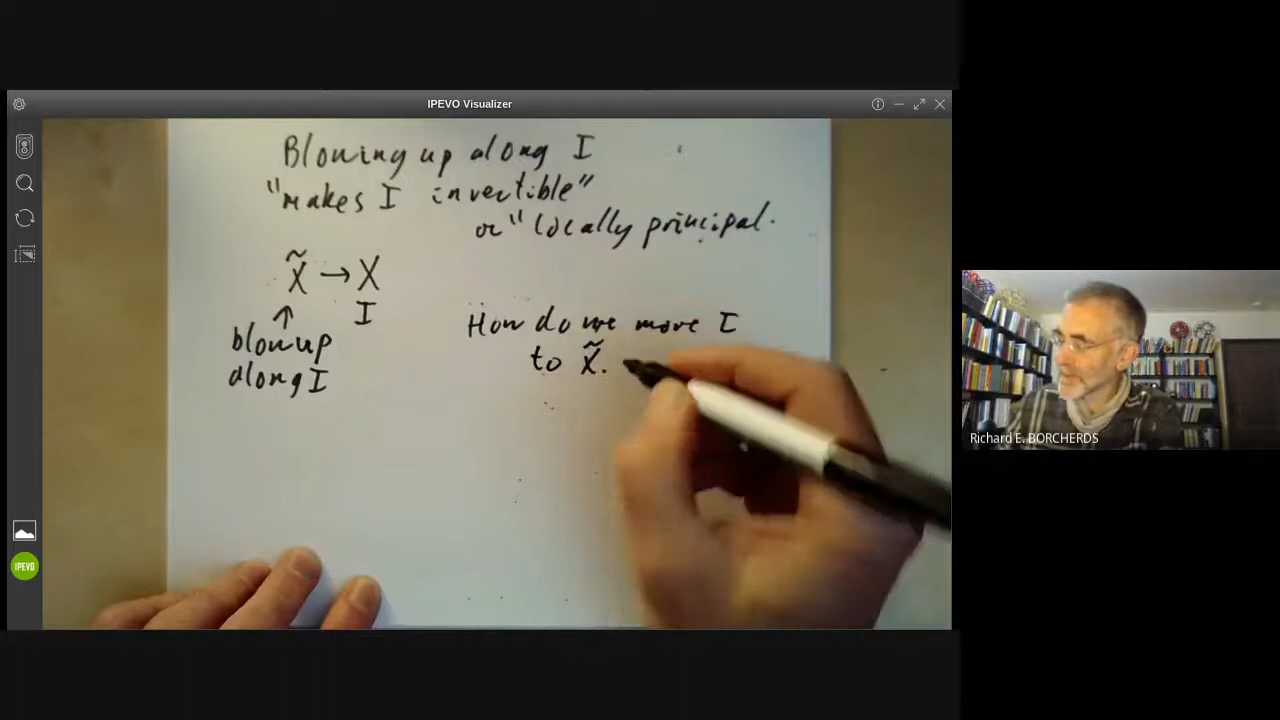 IPEVO Visualizer
Blowing up along I
"makes I invertible"
or "locally principal.
X̃ → X
↑ I
blowup
along I
How do we move I
to X̃.
IPEVO
Richard E. BORCHERDS